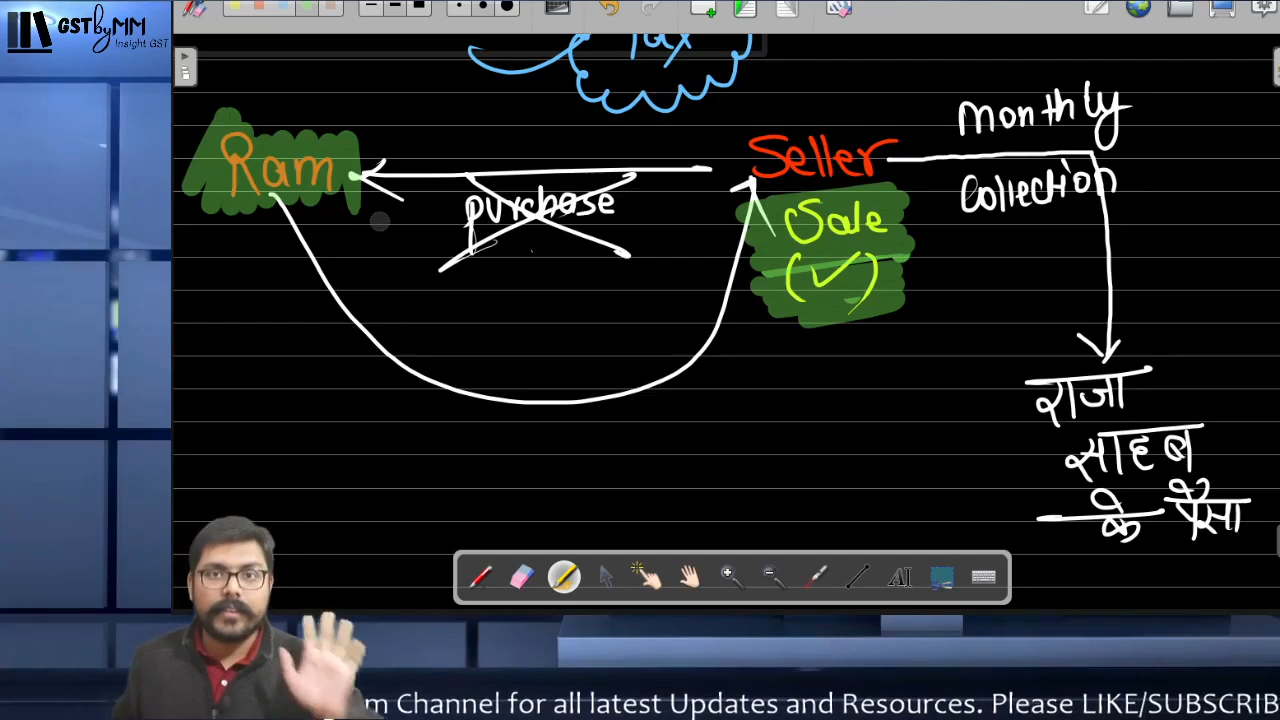 GSTbyMM
Insight GST
Tax
Ram
purchase
Seller
Sale
(✓)
Monthly
Collection
राजा
साहब
के पैसा
AI
m Channel for all latest Updates and Resources. Please LIKE/SUBSCRIB